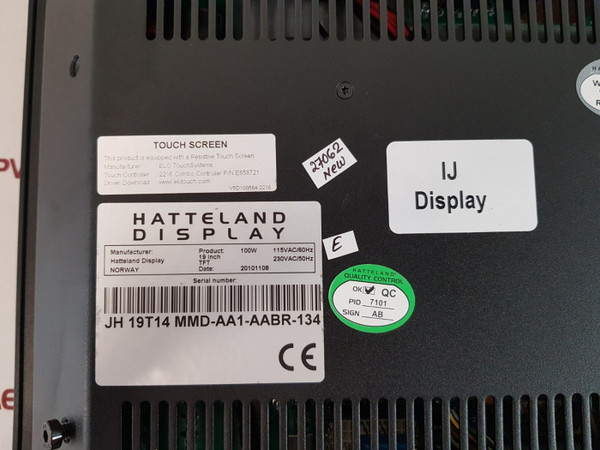 TOUCH SCREEN
This product is equipped with a Resistive Touch Screen
Manufacturer : ELO TouchSystems
Touch Controller : 2216 Combo Controller P/N E958721
Driver Download : www.elotouch.com
27062
New
IJ
Display
HATTELAND
DISPLAY
Manufacturer: Product: 100W 115VAC/60Hz
Hatteland Display 19 inch 230VAC/50Hz
NORWAY TFT
Date: 20101108
Serial number:
JH 19T14 MMD-AA1-AABR-134
CE
E
HATTELAND
QUALITY CONTROL
OK QC
PID 7101
SIGN AB